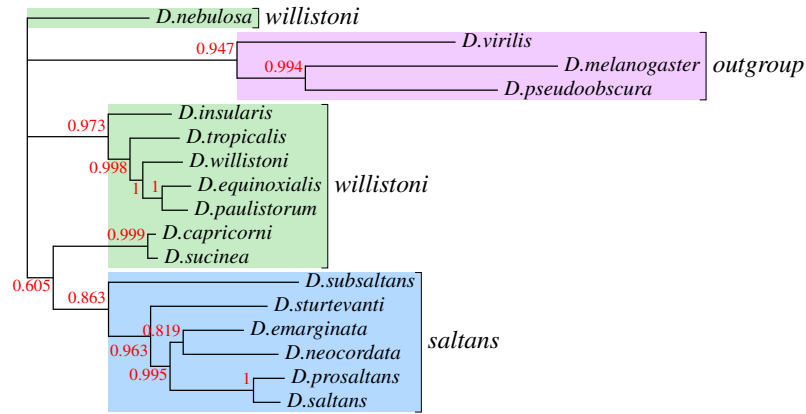 D.nebulosa willistoni
0.947 D.virilis
0.994 D.melanogaster outgroup
D.pseudoobscura
0.973 D.insularis
D.tropicalis
0.998 D.willistoni
1 1 D.equinoxialis willistoni
D.paulistorum
0.999 D.capricorni
D.sucinea
0.605 0.863 D.subsaltans
D.sturtevanti
0.819 D.emarginata saltans
0.963 D.neocordata
0.995 1 D.prosaltans
D.saltans